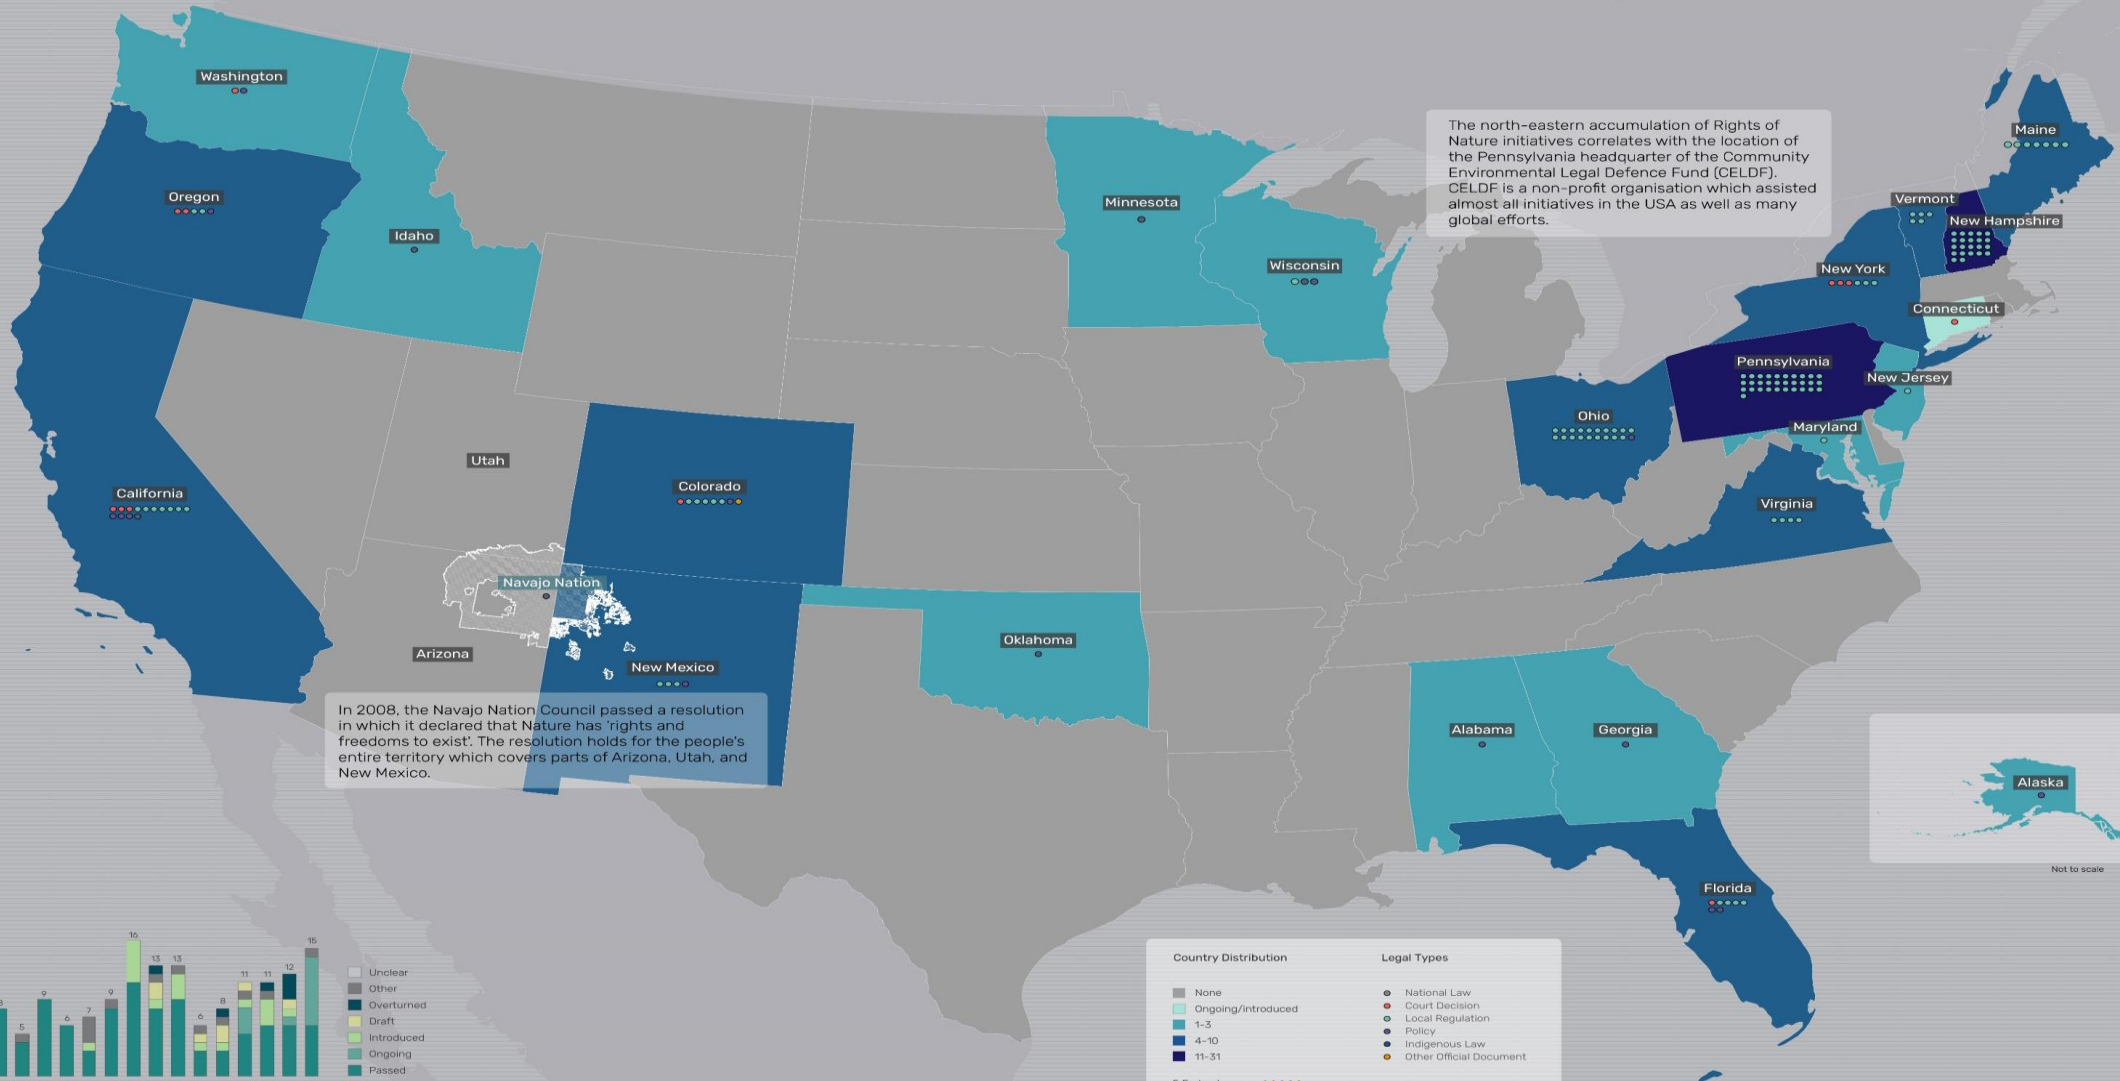 Washington
Oregon
Idaho
Minnesota
Wisconsin
The north-eastern accumulation of Rights of
Nature initiatives correlates with the location of
the Pennsylvania headquarter of the Community
Environmental Legal Defence Fund (CELDF).
CELDF is a non-profit organisation which assisted
almost all initiatives in the USA as well as many
global efforts.
Maine
Vermont
New Hampshire
New York
Connecticut
Pennsylvania
New Jersey
Ohio
Maryland
Virginia
Utah
Colorado
California
Navajo Nation
Arizona
New Mexico
Oklahoma
Alabama
Georgia
In 2008, the Navajo Nation Council passed a resolution
in which it declared that Nature has 'rights and
freedoms to exist'. The resolution holds for the people's
entire territory which covers parts of Arizona, Utah, and
New Mexico.
Alaska
Not to scale
Florida
5
9
6
7
9
16
13
13
6
8
11
11
12
15
Unclear
Other
Overturned
Draft
Introduced
Ongoing
Passed
Country Distribution
None
Ongoing/introduced
1-3
4-10
11-31
Legal Types
National Law
Court Decision
Local Regulation
Policy
Indigenous Law
Other Official Document